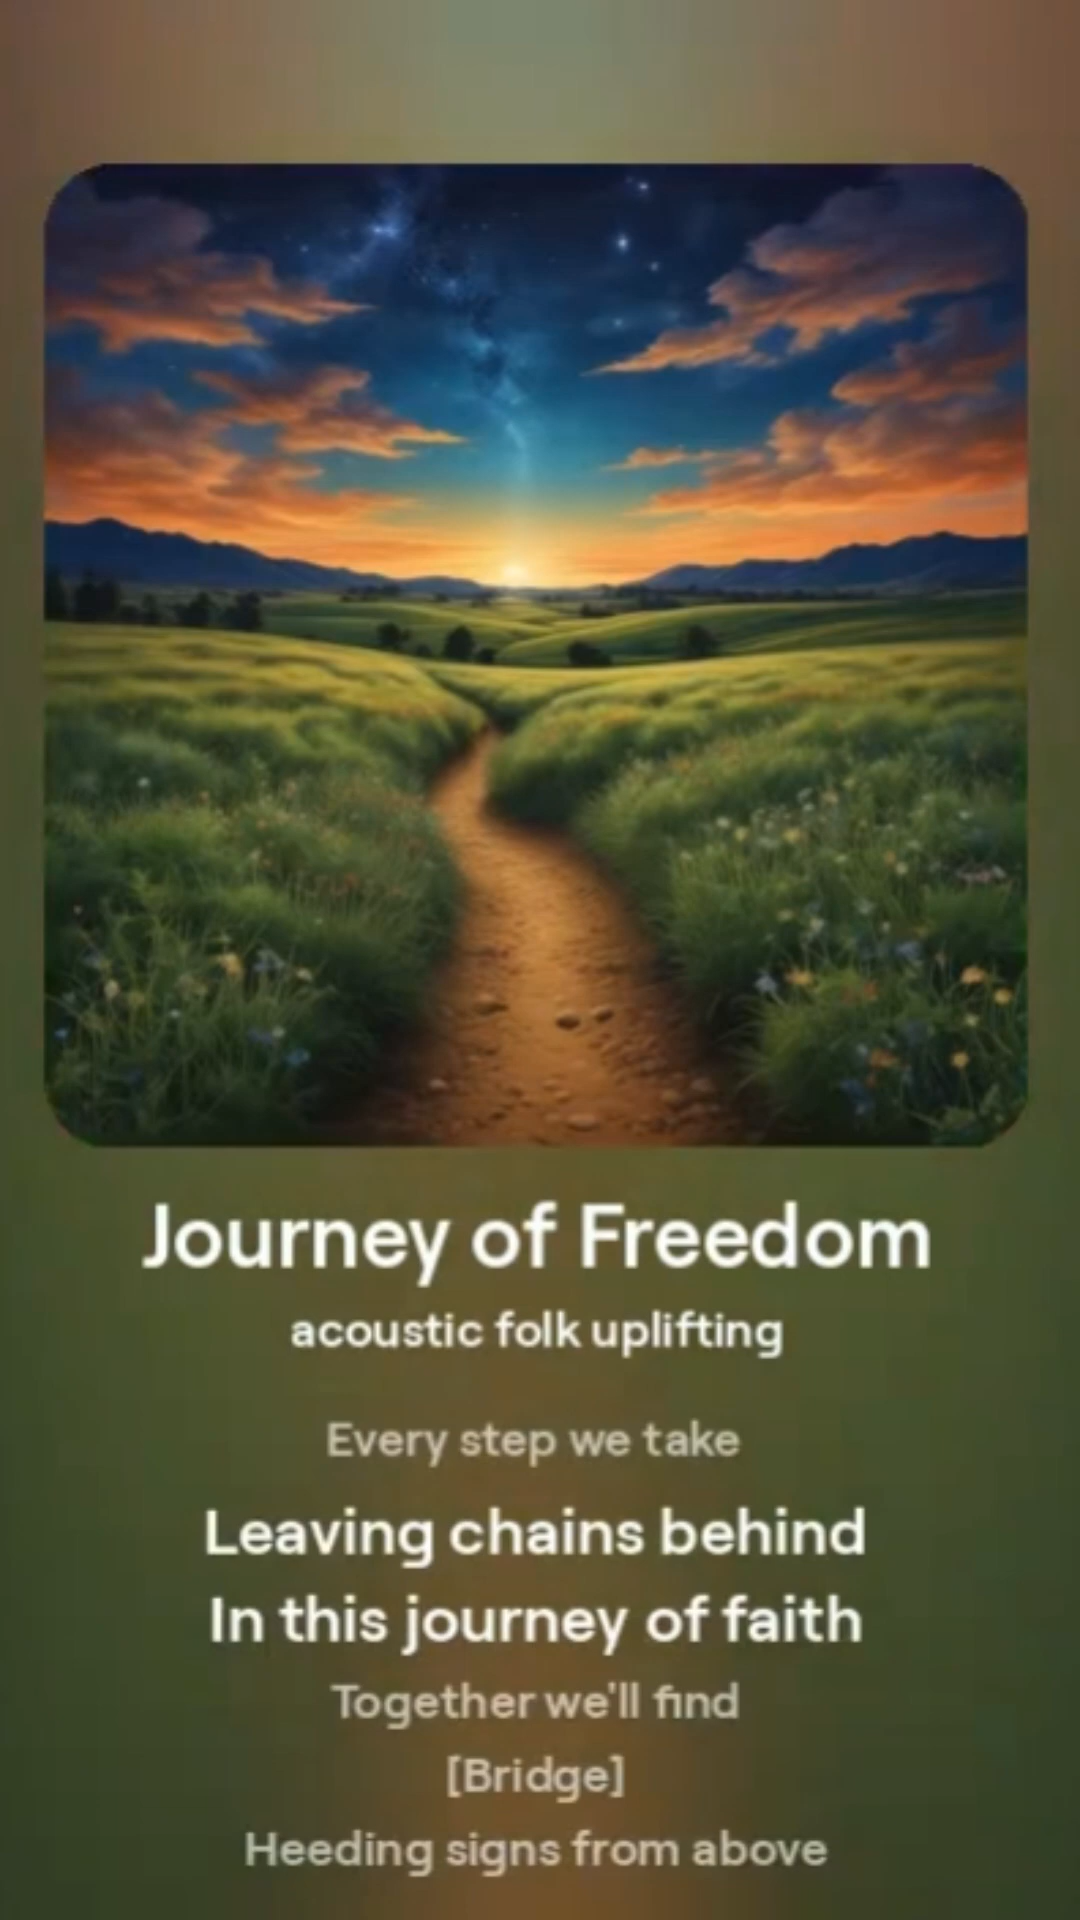 Journey of Freedom
acoustic folk uplifting
Every step we take
Leaving chains behind
In this journey of faith
Together we'll find
[Bridge]
Heeding signs from above